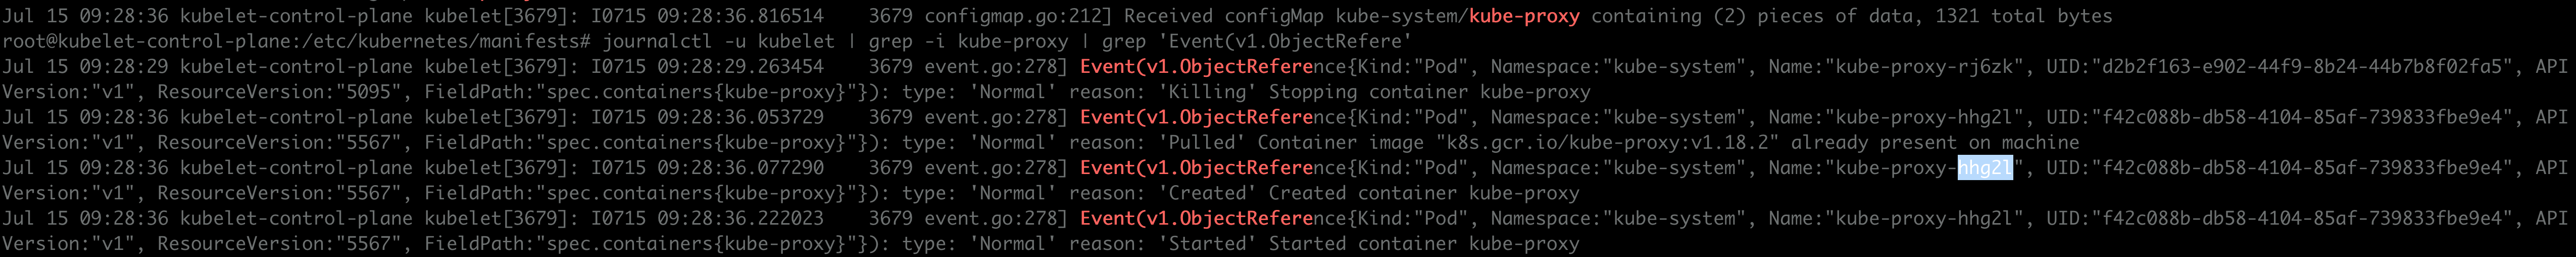 Jul 15 09:28:36 kubelet-control-plane kubelet[3679]: I0715 09:28:36.816514    3679 configmap.go:212] Received configMap kube-system/kube-proxy containing (2) pieces of data, 1321 total bytes
root@kubelet-control-plane:/etc/kubernetes/manifests# journalctl -u kubelet | grep -i kube-proxy | grep 'Event(v1.ObjectRefere'
Jul 15 09:28:29 kubelet-control-plane kubelet[3679]: I0715 09:28:29.263454    3679 event.go:278] Event(v1.ObjectReference{Kind:"Pod", Namespace:"kube-system", Name:"kube-proxy-rj6zk", UID:"d2b2f163-e902-44f9-8b24-44b7b8f02fa5", API
Version:"v1", ResourceVersion:"5095", FieldPath:"spec.containers{kube-proxy}"}): type: 'Normal' reason: 'Killing' Stopping container kube-proxy
Jul 15 09:28:36 kubelet-control-plane kubelet[3679]: I0715 09:28:36.053729    3679 event.go:278] Event(v1.ObjectReference{Kind:"Pod", Namespace:"kube-system", Name:"kube-proxy-hhg2l", UID:"f42c088b-db58-4104-85af-739833fbe9e4", API
Version:"v1", ResourceVersion:"5567", FieldPath:"spec.containers{kube-proxy}"}): type: 'Normal' reason: 'Pulled' Container image "k8s.gcr.io/kube-proxy:v1.18.2" already present on machine
Jul 15 09:28:36 kubelet-control-plane kubelet[3679]: I0715 09:28:36.077290    3679 event.go:278] Event(v1.ObjectReference{Kind:"Pod", Namespace:"kube-system", Name:"kube-proxy-hhg2l", UID:"f42c088b-db58-4104-85af-739833fbe9e4", API
Version:"v1", ResourceVersion:"5567", FieldPath:"spec.containers{kube-proxy}"}): type: 'Normal' reason: 'Created' Created container kube-proxy
Jul 15 09:28:36 kubelet-control-plane kubelet[3679]: I0715 09:28:36.222023    3679 event.go:278] Event(v1.ObjectReference{Kind:"Pod", Namespace:"kube-system", Name:"kube-proxy-hhg2l", UID:"f42c088b-db58-4104-85af-739833fbe9e4", API
Version:"v1", ResourceVersion:"5567", FieldPath:"spec.containers{kube-proxy}"}): type: 'Normal' reason: 'Started' Started container kube-proxy